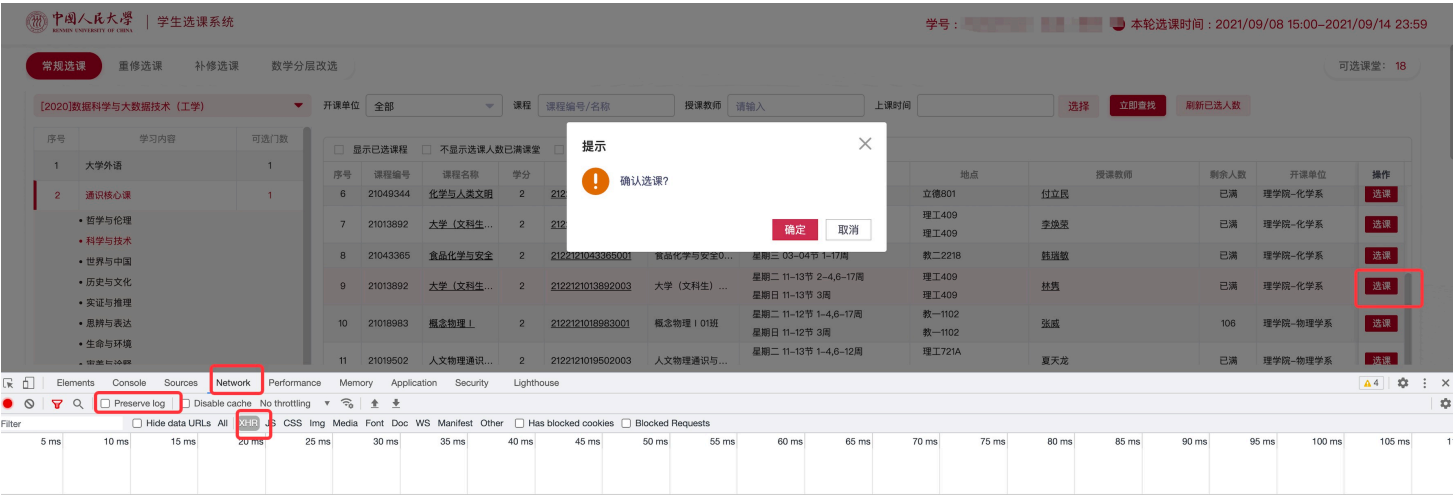 中国人民大学 学生选课系统 学号： 本轮选课时间：2021/09/08 15:00-2021/09/14 23:59
RENMIN UNIVERSITY OF CHINA
常规选课 重修选课 补修选课 数学分层改选 可选课堂： 18
[2020]数据科学与大数据技术（工学） 开课单位 全部 课程 课程编号/名称 授课教师 请输入 上课时间 选择 立即查找 刷新已选人数
序号 学习内容 可选门数
1 大学外语 1
2 通识核心课 1
• 哲学与伦理
• 科学与技术
• 世界与中国
• 历史与文化
• 实证与推理
• 思辨与表达
• 生命与环境
显示已选课程 不显示选课人数已满课堂
序号 课程编号 课程名称 学分 地点 授课教师 剩余人数 开课单位 操作
6 21049344 化学与人类文明 2 212 立德801 付立民 已满 理学院-化学系 选课
7 21013892 大学（文科生... 2 212 理工409 李焕荣 已满 理学院-化学系 选课
理工409
8 21043365 食品化学与安全 2 2122121043365001 食品化学与安全0... 星期三 03-04节 1-17周 教二2218 韩瑞敏 已满 理学院-化学系 选课
9 21013892 大学（文科生... 2 2122121013892003 大学（文科生）... 星期二 11-13节 2-4,6-17周 理工409 林隽 已满 理学院-化学系 选课
星期日 11-13节 3周 理工409
10 21018983 概念物理 I 2 2122121018983001 概念物理 I 01班 星期二 11-12节 1-4,6-17周 教一1102 张威 106 理学院-物理学系 选课
星期日 11-12节 3周 教一1102
11 21019502 人文物理通识... 2 2122121019502003 人文物理通识与... 星期二 11-13节 1-4,6-12周 理工721A 夏天龙 已满 理学院-物理学系 选课
提示
确认选课?
确定 取消
Elements Console Sources Network Performance Memory Application Security Lighthouse 4
Preserve log Disable cache No throttling
Filter Hide data URLs All XHR JS CSS Img Media Font Doc WS Manifest Other Has blocked cookies Blocked Requests
5 ms 10 ms 15 ms 20 ms 25 ms 30 ms 35 ms 40 ms 45 ms 50 ms 55 ms 60 ms 65 ms 70 ms 75 ms 80 ms 85 ms 90 ms 95 ms 100 ms 105 ms